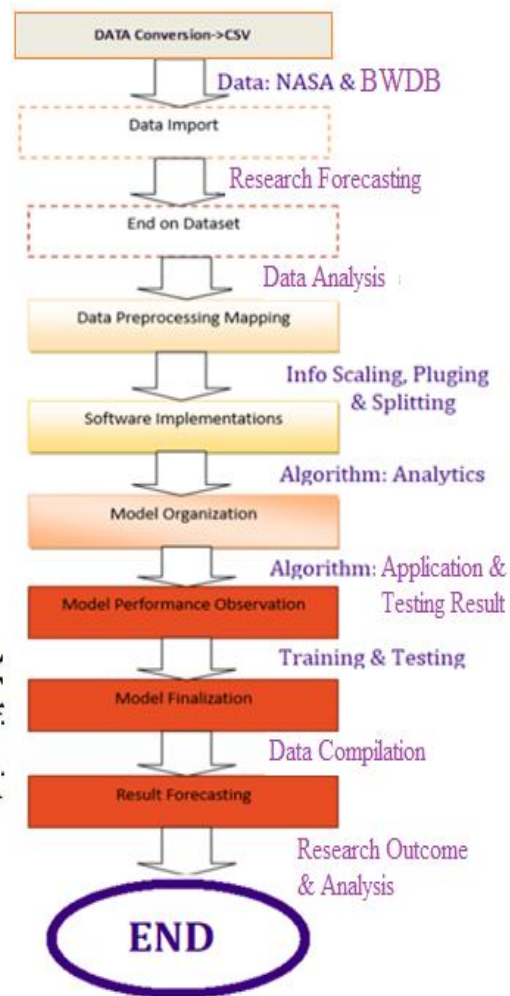 DATA Conversion->CSV
Data: NASA & BWDB
Data Import
Research Forecasting
End on Dataset
Data Analysis
Data Preprocessing Mapping
Info Scaling, Pluging
& Splitting
Software Implementations
Algorithm: Analytics
Model Organization
Algorithm: Application &
Testing Result
Model Performance Observation
Training & Testing
Model Finalization
Data Compilation
Result Forecasting
Research Outcome
& Analysis
END